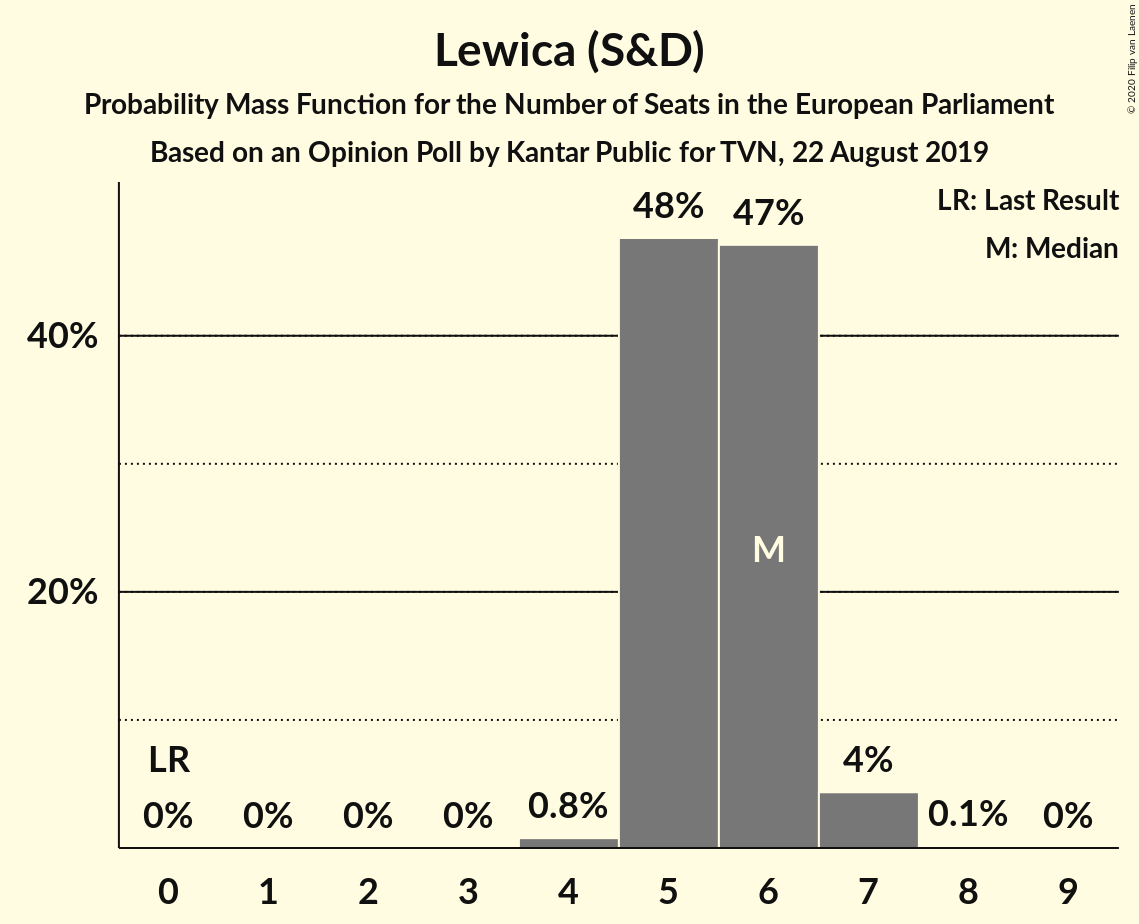 Lewica (S&D)
Probability Mass Function for the Number of Seats in the European Parliament
Based on an Opinion Poll by Kantar Public for TVN, 22 August 2019
© 2020 Filip van Laenen
LR: Last Result
M: Median
48%
47%
40%
M
20%
LR
4%
0% 0% 0% 0% 0.8% 0.1% 0%
0 1 2 3 4 5 6 7 8 9